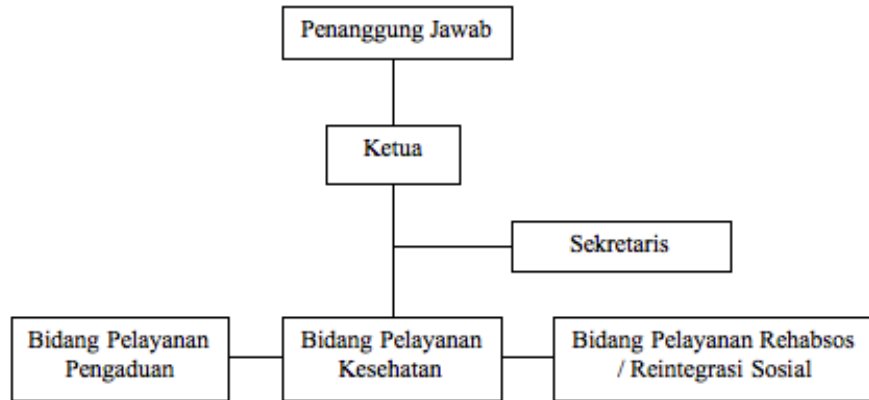 Penanggung Jawab
Ketua
Sekretaris
Bidang Pelayanan
Pengaduan
Bidang Pelayanan
Kesehatan
Bidang Pelayanan Rehabsos
/ Reintegrasi Sosial